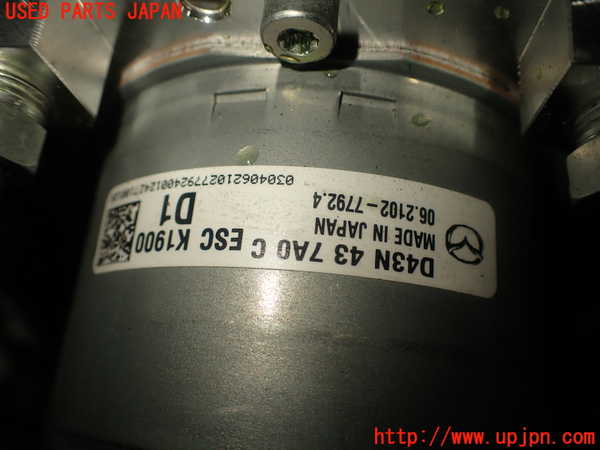 USED PARTS JAPAN
D43N 43 7A0 C ESC K1900
MADE IN JAPAN
D1
06.2102-7792.4
http://www.upjpn.com/